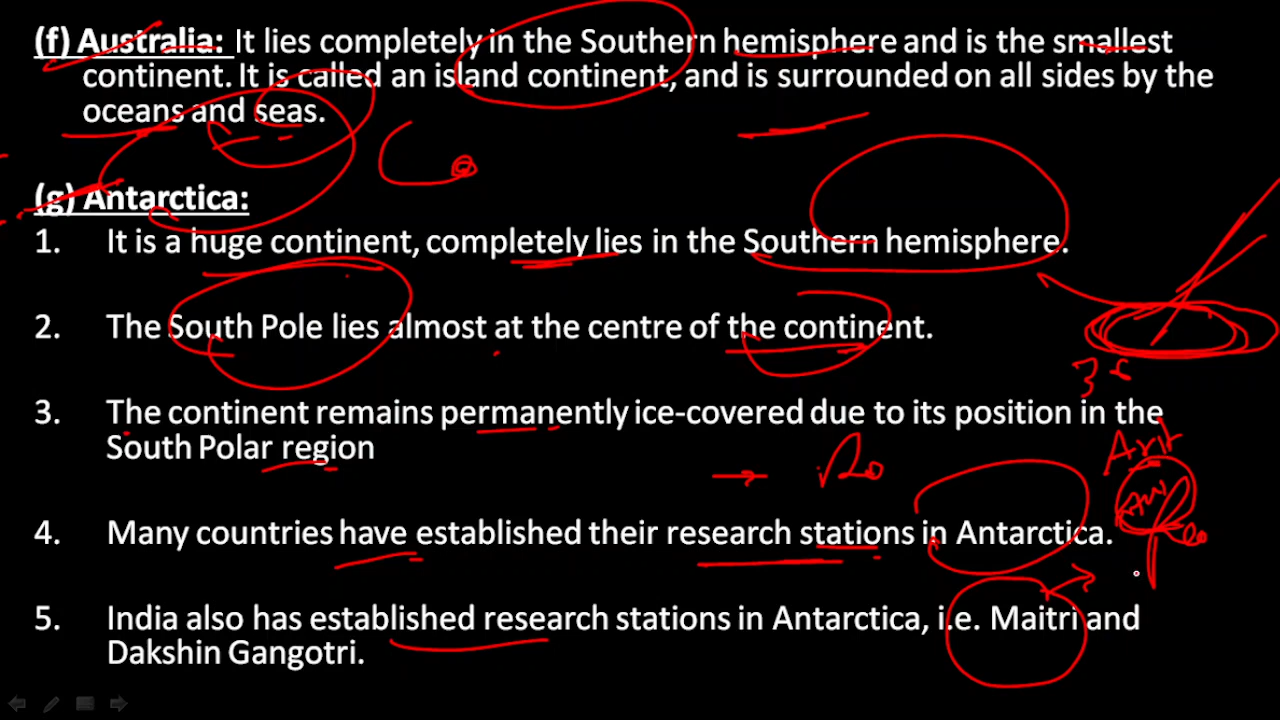 (f) Australia: It lies completely in the Southern hemisphere and is the smallest
continent. It is called an island continent, and is surrounded on all sides by the
oceans and seas.
(g) Antarctica:
1. It is a huge continent, completely lies in the Southern hemisphere.
2. The South Pole lies almost at the centre of the continent.
3. The continent remains permanently ice-covered due to its position in the
South Polar region
4. Many countries have established their research stations in Antarctica.
5. India also has established research stations in Antarctica, i.e. Maitri and
Dakshin Gangotri.